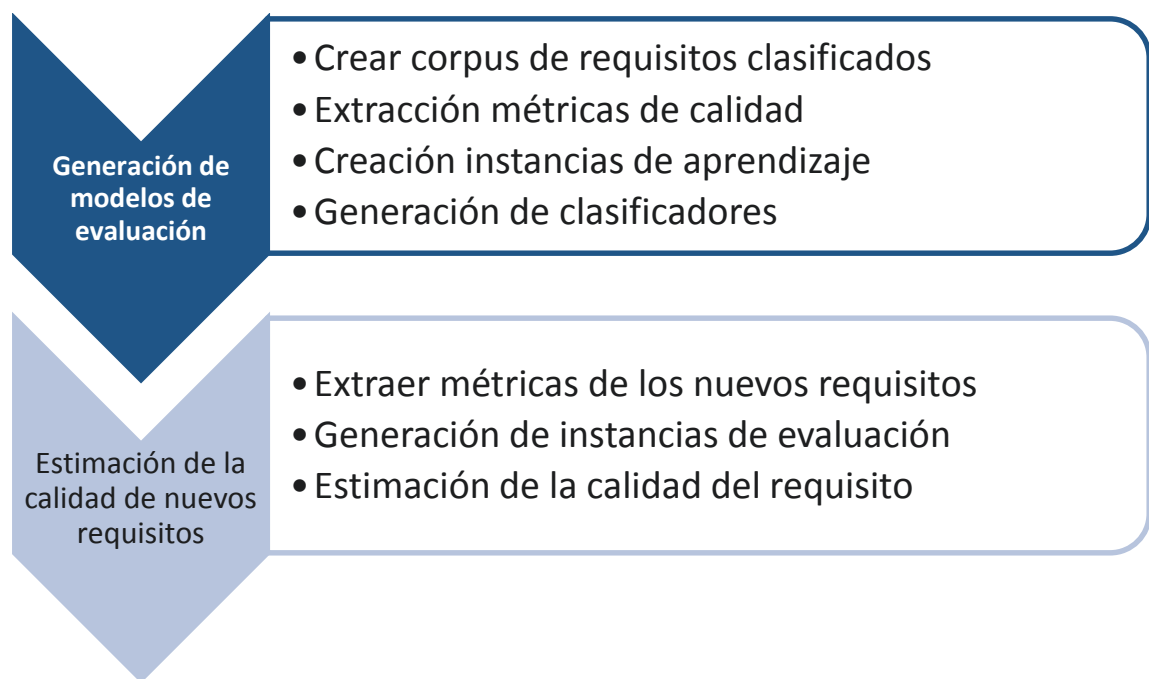 Generación de
modelos de
evaluación
• Crear corpus de requisitos clasificados
• Extracción métricas de calidad
• Creación instancias de aprendizaje
• Generación de clasificadores
Estimación de la
calidad de nuevos
requisitos
• Extraer métricas de los nuevos requisitos
• Generación de instancias de evaluación
• Estimación de la calidad del requisito